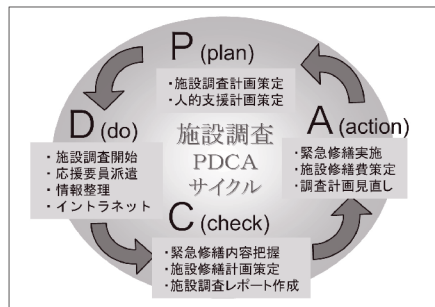 P (plan)
・施設調査計画策定
・人的支援計画策定
D (do)
・施設調査開始
・応援要員派遣
・情報整理
・イントラネット
施設調査
PDCA
サイクル
A (action)
・緊急修繕実施
・施設修繕費策定
・調査計画見直し
C (check)
・緊急修繕内容把握
・施設修繕計画策定
・施設調査レポート作成